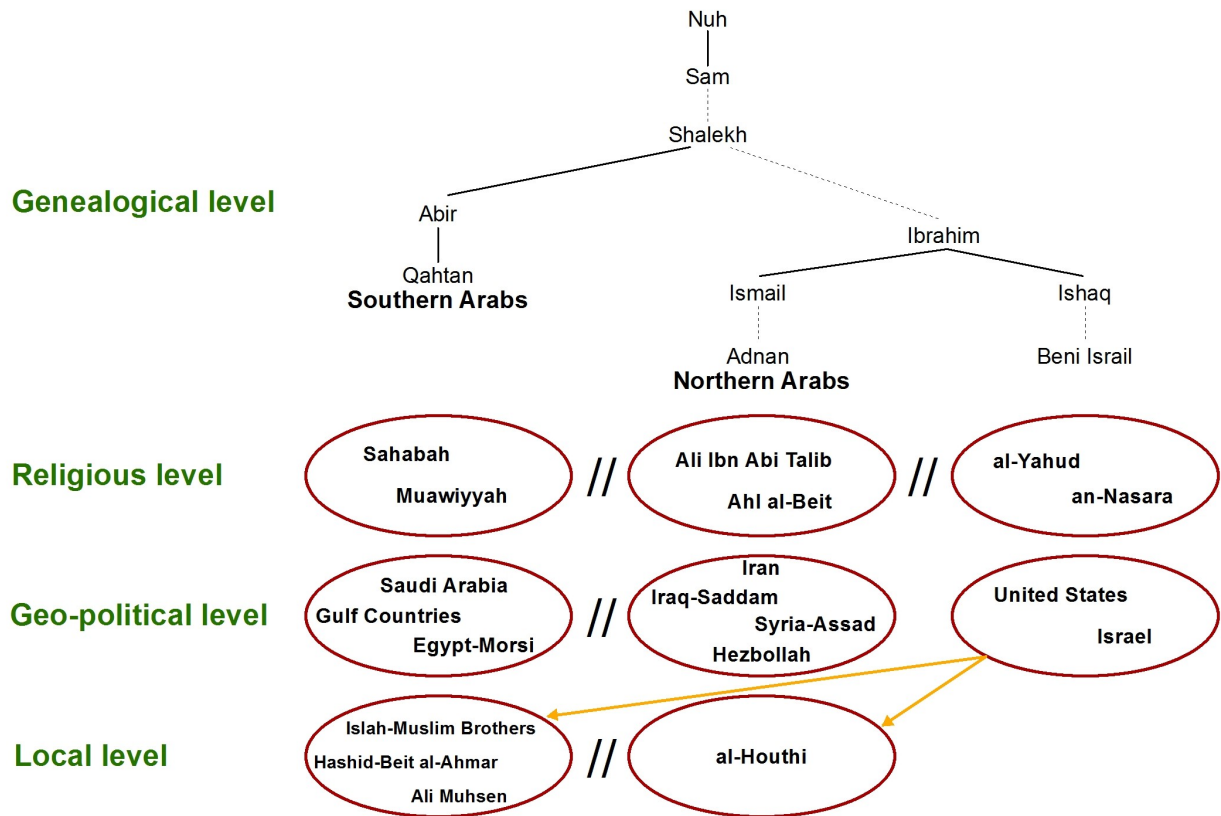 Nuh
Sam
Shalekh
Genealogical level
Abir
Ibrahim
Qahtan
Southern Arabs
Ismail
Ishaq
Adnan
Northern Arabs
Beni Israil
Religious level
Sahabah
Muawiyyah
//
Ali Ibn Abi Talib
Ahl al-Beit
//
al-Yahud
an-Nasara
Geo-political level
Saudi Arabia
Gulf Countries
Egypt-Morsi
//
Iran
Iraq-Saddam
Syria-Assad
Hezbollah
United States
Israel
Local level
Islah-Muslim Brothers
Hashid-Beit al-Ahmar
Ali Muhsen
//
al-Houthi